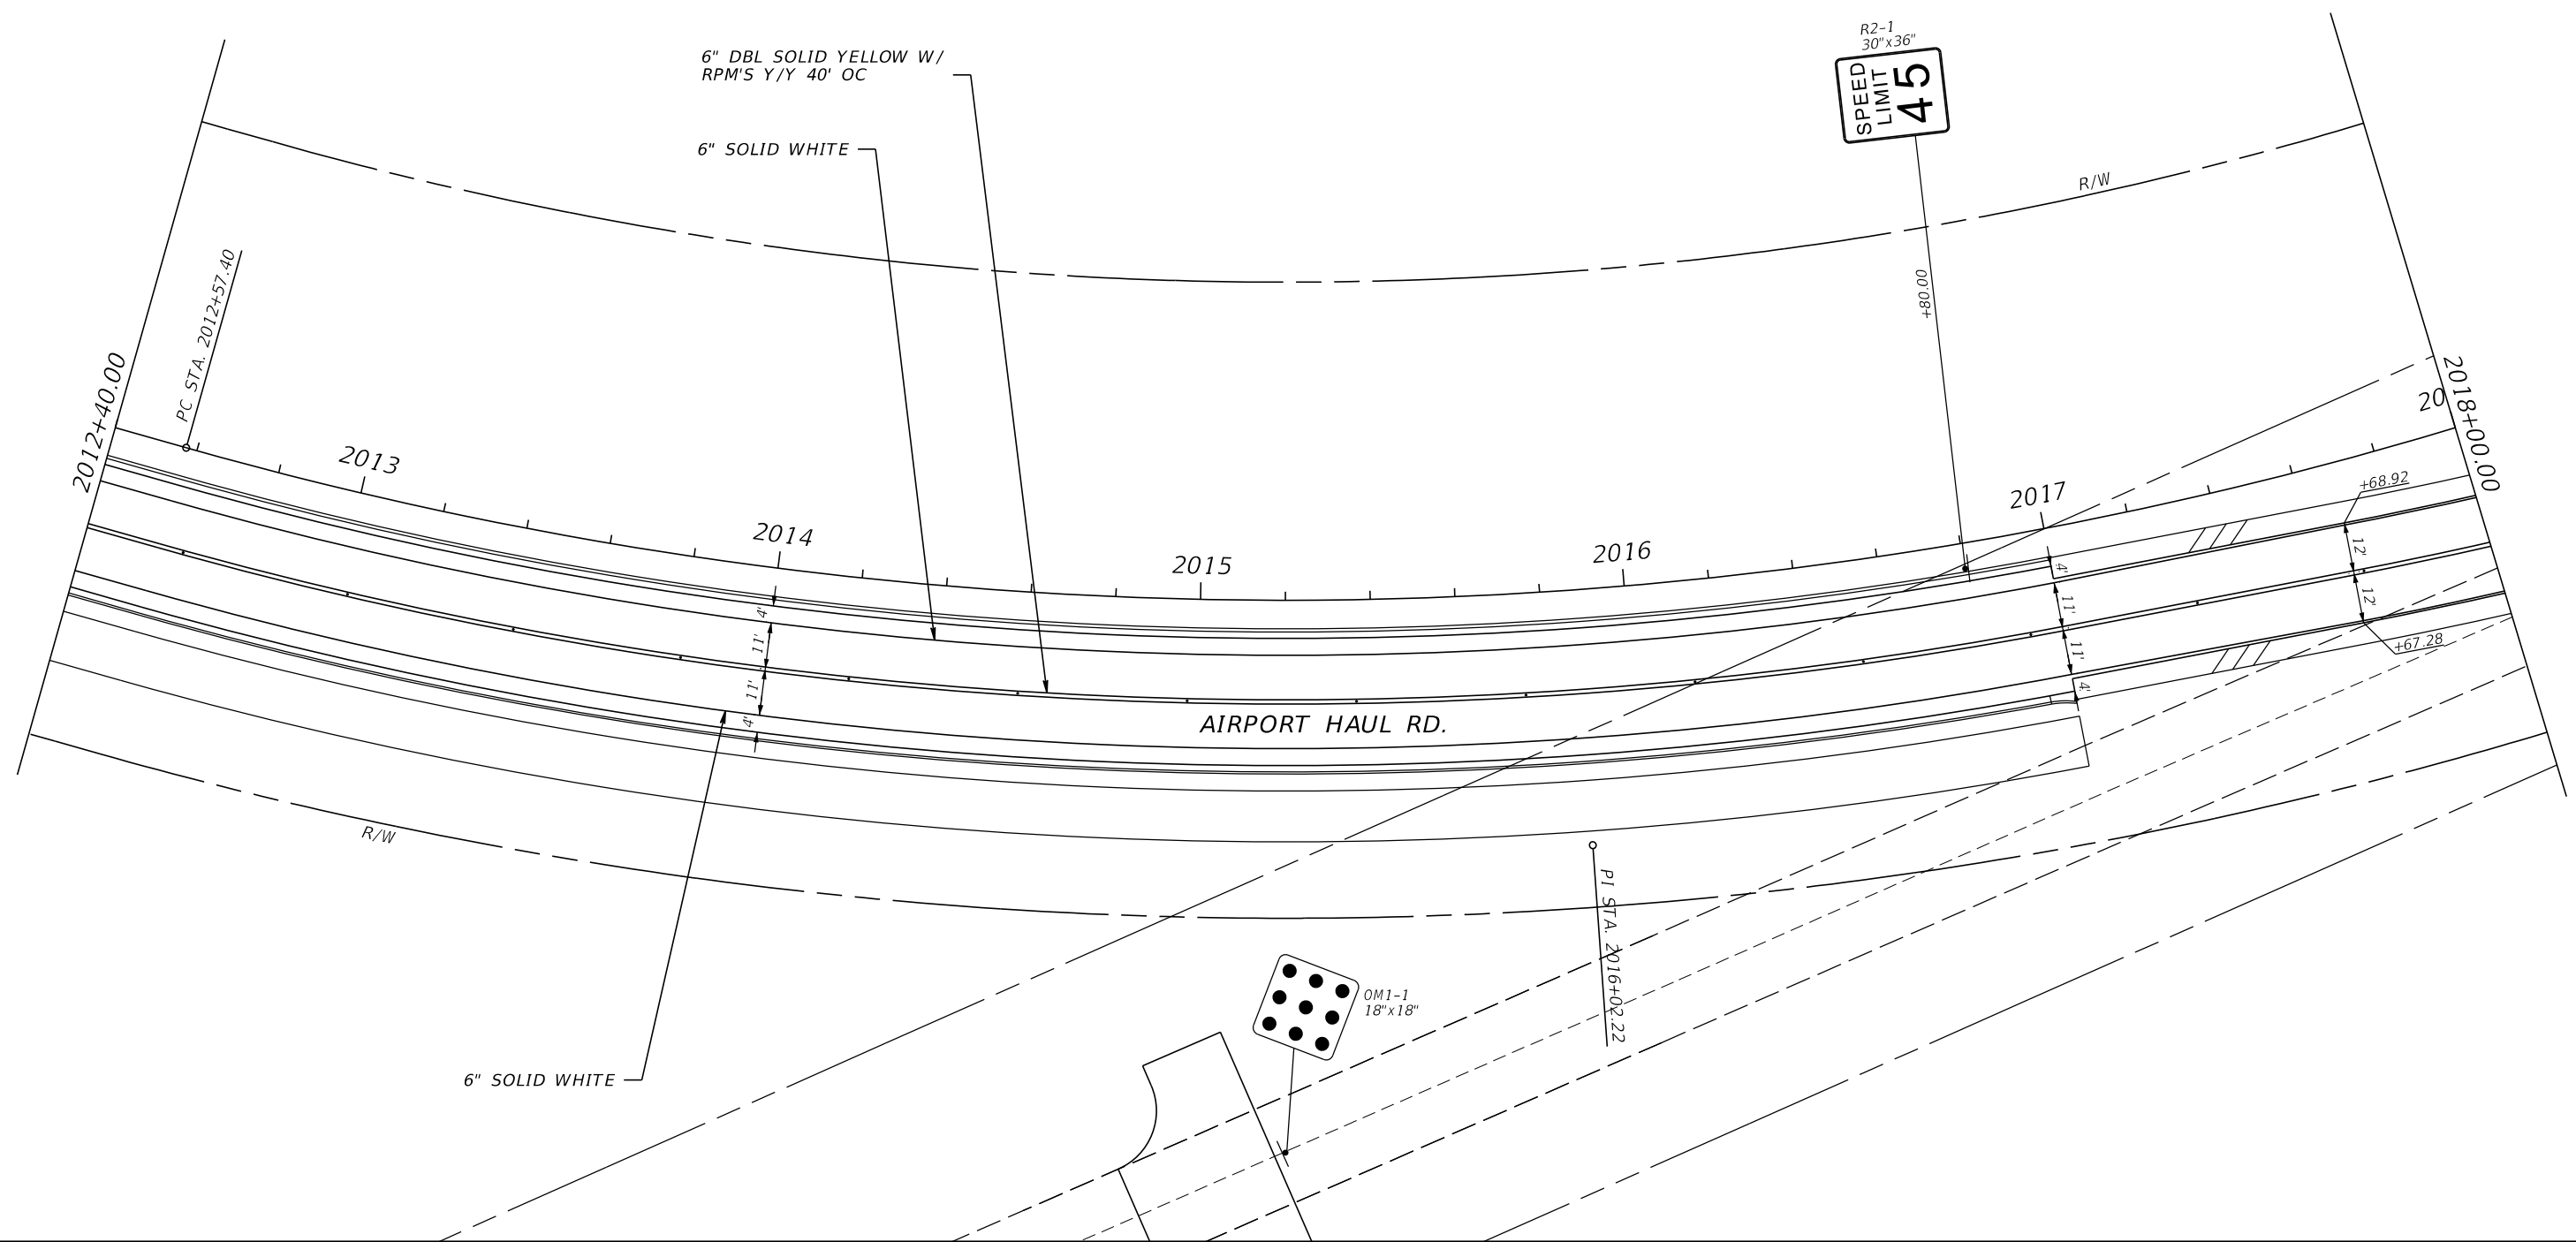 R2-1
30"x36"
SPEED
LIMIT
45
6" DBL SOLID YELLOW W/
RPM'S Y/Y 40' OC
6" SOLID WHITE
R/W
PC STA. 2012+57.40
+80.00
2012+40.00
2018+00.00
20
2013
2014
2015
2016
2017
+68.92
4'
11'
11'
4'
4'
11'
11'
4'
12'
12'
+67.28
AIRPORT HAUL RD.
R/W
PI STA. 2016+02.22
OM1-1
18"x18"
6" SOLID WHITE